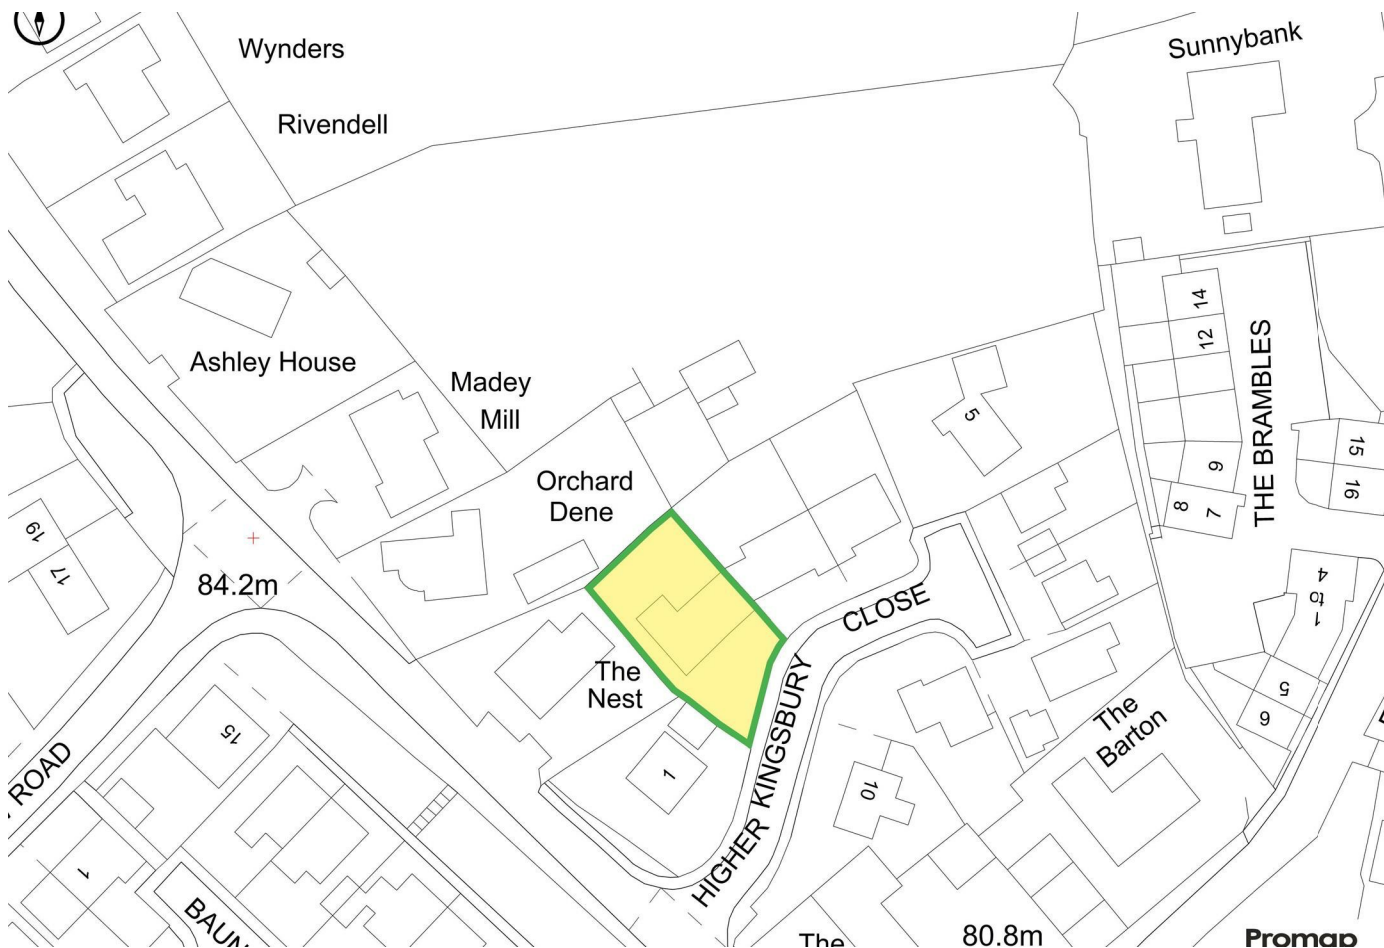 Wynders
Sunnybank
Rivendell
14
12
Ashley House
Madey
Mill
THE BRAMBLES
5
15
9
Orchard
Dene
16
8
7
19
17
84.2m
CLOSE
4
to
1
The
Nest
5
6
The
Barton
15
ROAD
1
10
HIGHER KINGSBURY
1
BAUN
The
80.8m
Promap